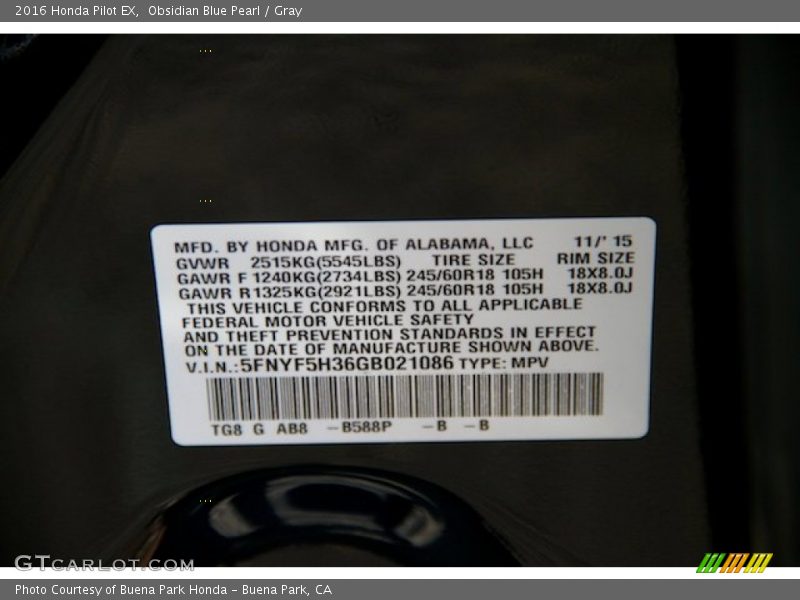 2016 Honda Pilot EX,  Obsidian Blue Pearl / Gray
MFD. BY HONDA MFG. OF ALABAMA, LLC 11/' 15
GVWR 2515KG(5545LBS) TIRE SIZE RIM SIZE
GAWR F 1240KG(2734LBS) 245/60R18 105H 18X8.0J
GAWR R1325KG(2921LBS) 245/60R18 105H 18X8.0J
THIS VEHICLE CONFORMS TO ALL APPLICABLE
FEDERAL MOTOR VEHICLE SAFETY
AND THEFT PREVENTION STANDARDS IN EFFECT
ON THE DATE OF MANUFACTURE SHOWN ABOVE.
V.I.N.:5FNYF5H36GB021086 TYPE: MPV
TG8 G AB8 -B588P -B -B
GTCARLOT.COM
Photo Courtesy of Buena Park Honda - Buena Park, CA